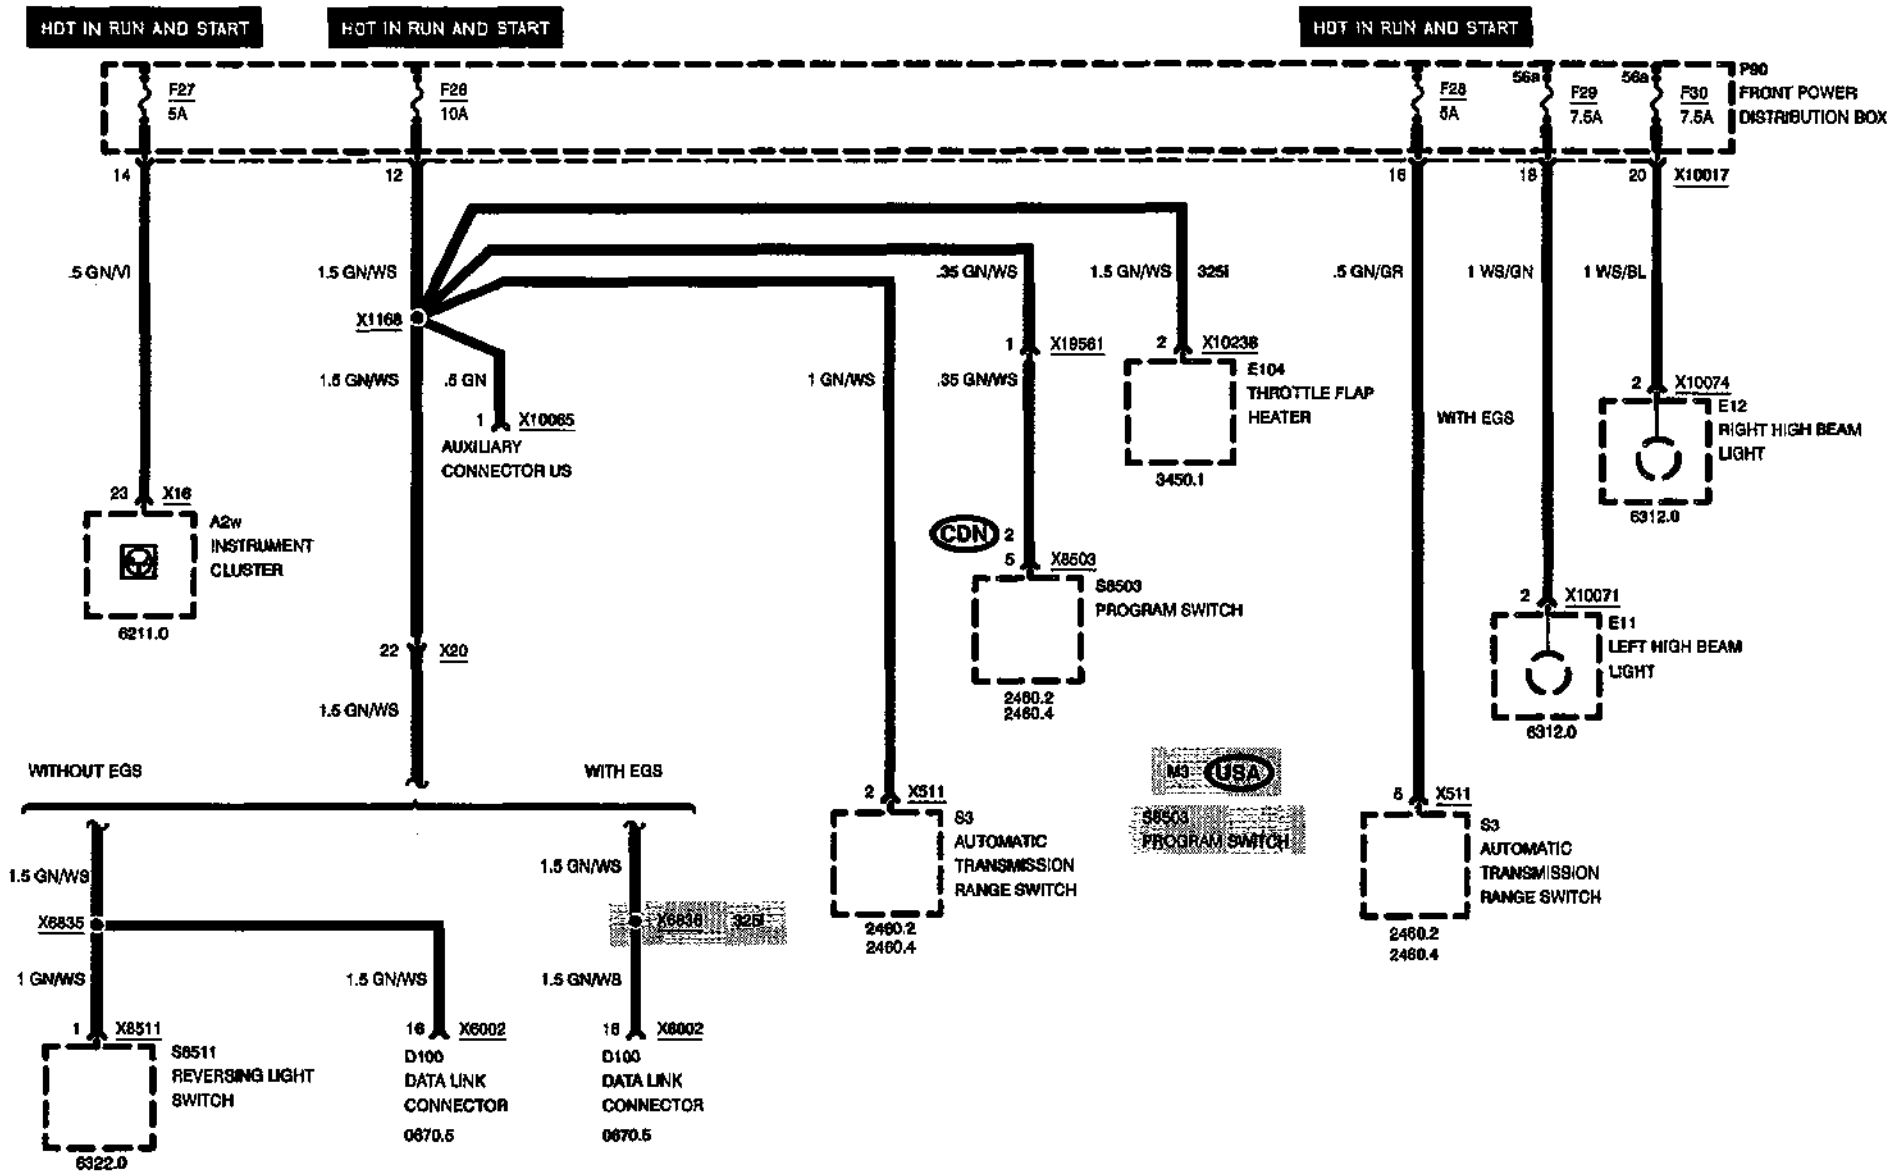 HOT IN RUN AND START
HOT IN RUN AND START
HOT IN RUN AND START
F27
5A
F26
10A
F28
5A
56a
F29
7.5A
56a
F30
7.5A
P90
FRONT POWER
DISTRIBUTION BOX
14
12
16
18
20
X10017
.5 GN/VI
1.5 GN/WS
.35 GN/WS
1.5 GN/WS
325I
.5 GN/GR
1 WS/GN
1 WS/BL
X1168
1.5 GN/WS
.5 GN
1 GN/WS
1
X19561
.35 GN/WS
2
X10238
E104
THROTTLE FLAP
HEATER
3450.1
1
X10065
AUXILIARY
CONNECTOR US
WITH EGS
2
X10074
E12
RIGHT HIGH BEAM
LIGHT
6312.0
23
X16
A2w
INSTRUMENT
CLUSTER
6211.0
CDN
2
5
X8503
S8503
PROGRAM SWITCH
2460.2
2460.4
2
X10071
E11
LEFT HIGH BEAM
LIGHT
6312.0
22
X20
1.5 GN/WS
WITHOUT EGS
WITH EGS
M3
USA
S8503
PROGRAM SWITCH
2
X511
S3
AUTOMATIC
TRANSMISSION
RANGE SWITCH
2460.2
2460.4
5
X511
S3
AUTOMATIC
TRANSMISSION
RANGE SWITCH
2460.2
2460.4
1.5 GN/WS
1.5 GN/WS
X6835
X6836
325I
1 GN/WS
1.5 GN/WS
1.5 GN/WS
1
X8511
S8511
REVERSING LIGHT
SWITCH
6322.0
16
X6002
D100
DATA LINK
CONNECTOR
0670.5
16
X6002
D100
DATA LINK
CONNECTOR
0670.5